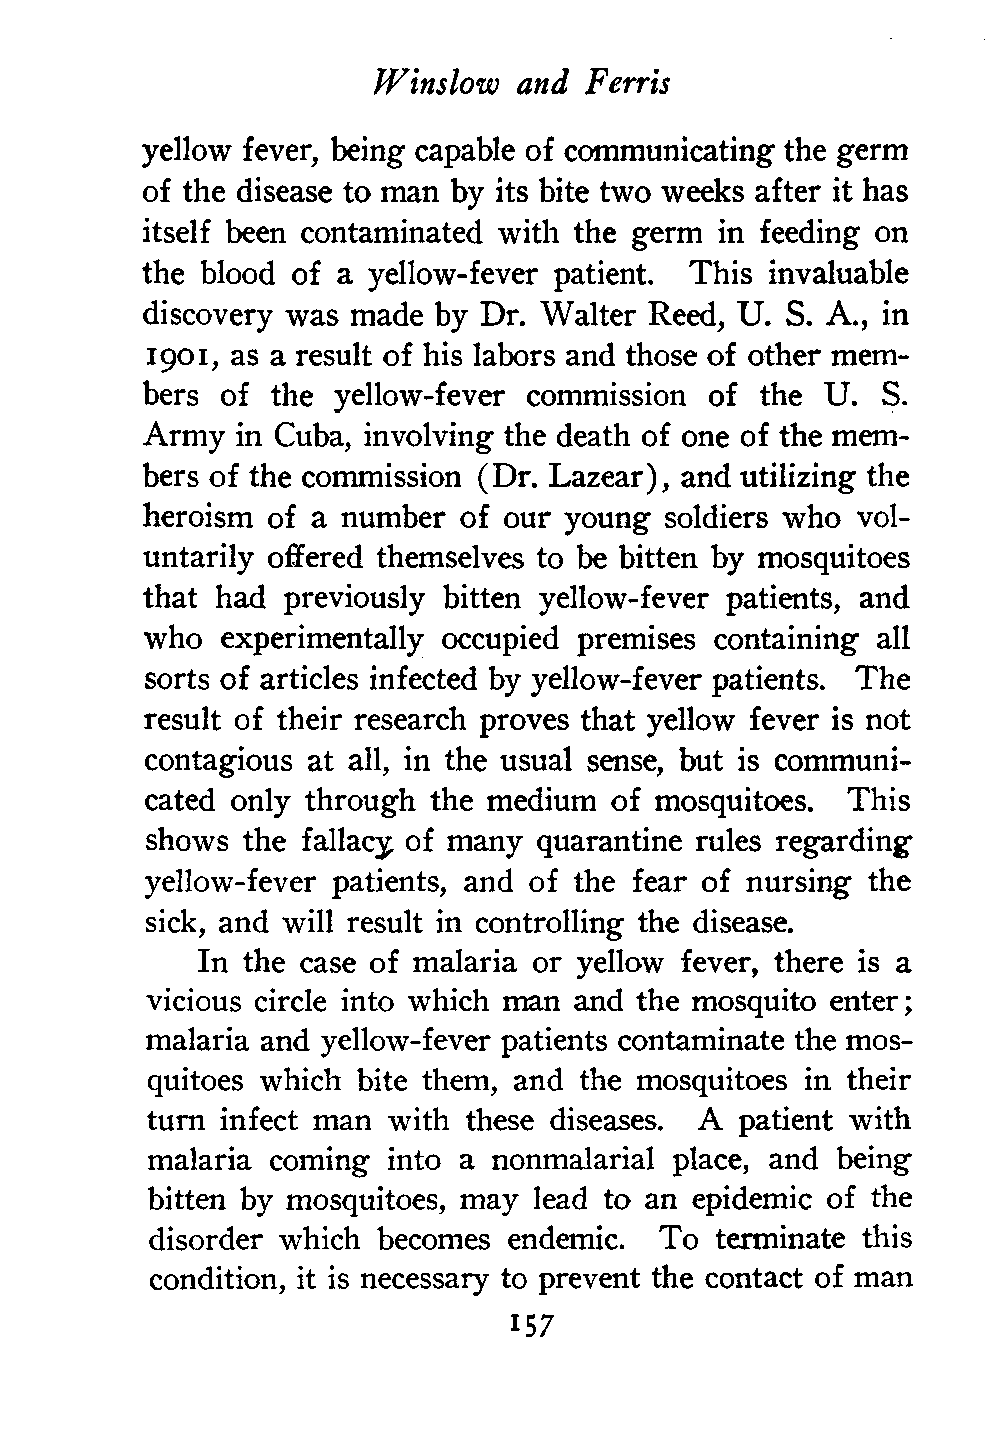 Winslow and Ferris
yellow fever, being capable of communicating the germ
of the disease to man by its bite two weeks after it has
itself been contaminated with the germ in feeding on
the blood of a yellow-fever patient. This invaluable
discovery was made by Dr. Walter Reed, U. S. A., in
1901, as a result of his labors and those of other mem-
bers of the yellow-fever commission of the U. S.
Army in Cuba, involving the death of one of the mem-
bers of the commission (Dr. Lazear), and utilizing the
heroism of a number of our young soldiers who vol-
untarily offered themselves to be bitten by mosquitoes
that had previously bitten yellow-fever patients, and
who experimentally occupied premises containing all
sorts of articles infected by yellow-fever patients. The
result of their research proves that yellow fever is not
contagious at all, in the usual sense, but is communi-
cated only through the medium of mosquitoes. This
shows the fallacy of many quarantine rules regarding
yellow-fever patients, and of the fear of nursing the
sick, and will result in controlling the disease.
In the case of malaria or yellow fever, there is a
vicious circle into which man and the mosquito enter;
malaria and yellow-fever patients contaminate the mos-
quitoes which bite them, and the mosquitoes in their
turn infect man with these diseases. A patient with
malaria coming into a nonmalarial place, and being
bitten by mosquitoes, may lead to an epidemic of the
disorder which becomes endemic. To terminate this
condition, it is necessary to prevent the contact of man
157